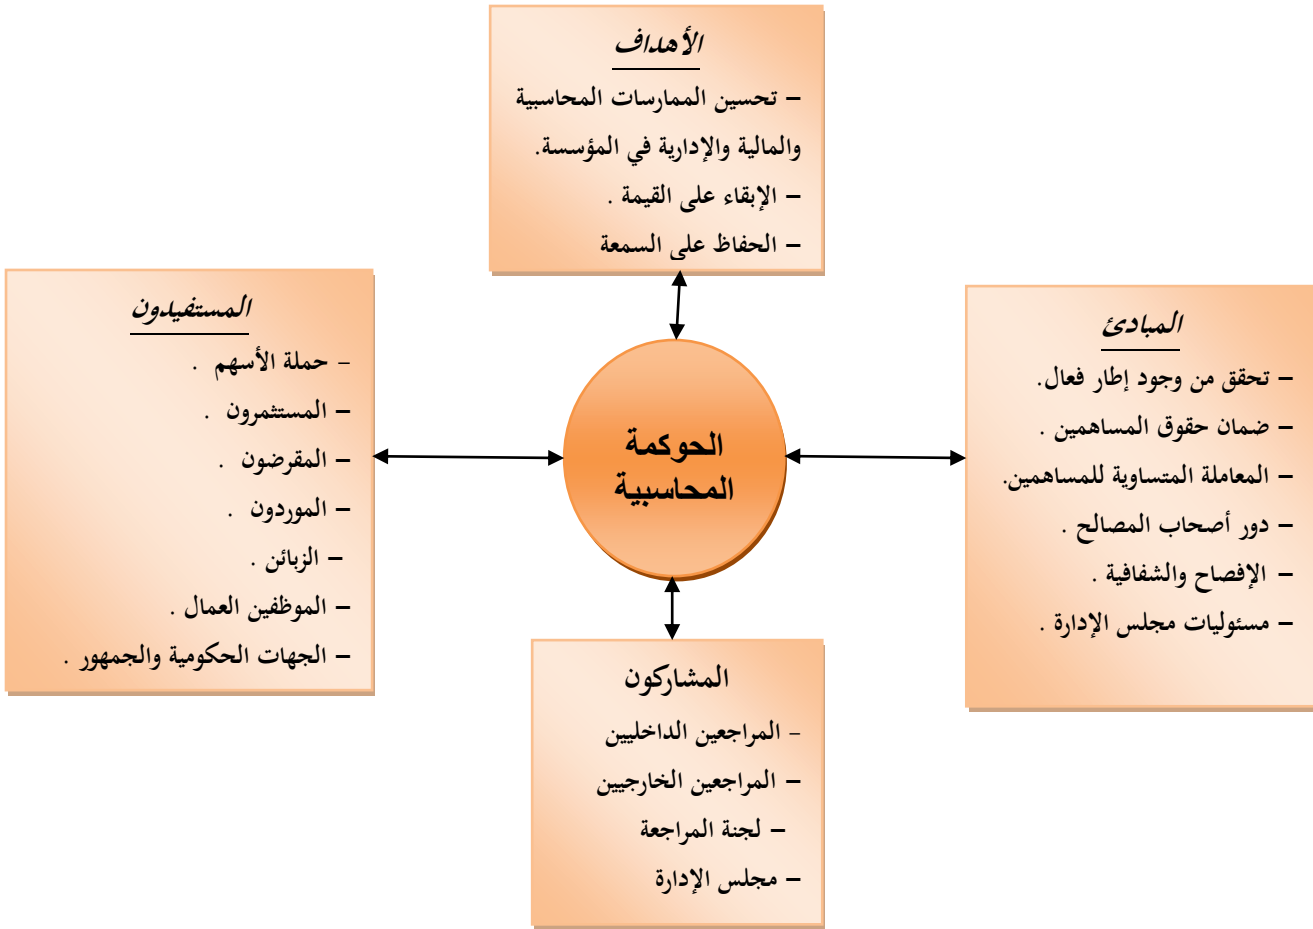 الأهداف
– تحسين الممارسات المحاسبية
والمالية والإدارية في المؤسسة.
– الإبقاء على القيمة .
– الحفاظ على السمعة
المبادئ
– تحقق من وجود إطار فعال.
– ضمان حقوق المساهمين .
– المعاملة المتساوية للمساهمين.
– دور أصحاب المصالح .
– الإفصاح والشفافية .
– مسئوليات مجلس الإدارة .
الحوكمة
المحاسبية
المستفيدون
- حملة الأسهم .
– المستثمرون .
– المقرضون .
– الموردون .
– الزبائن .
– الموظفين العمال .
– الجهات الحكومية والجمهور .
المشاركون
- المراجعين الداخليين
– المراجعين الخارجيين
– لجنة المراجعة
– مجلس الإدارة